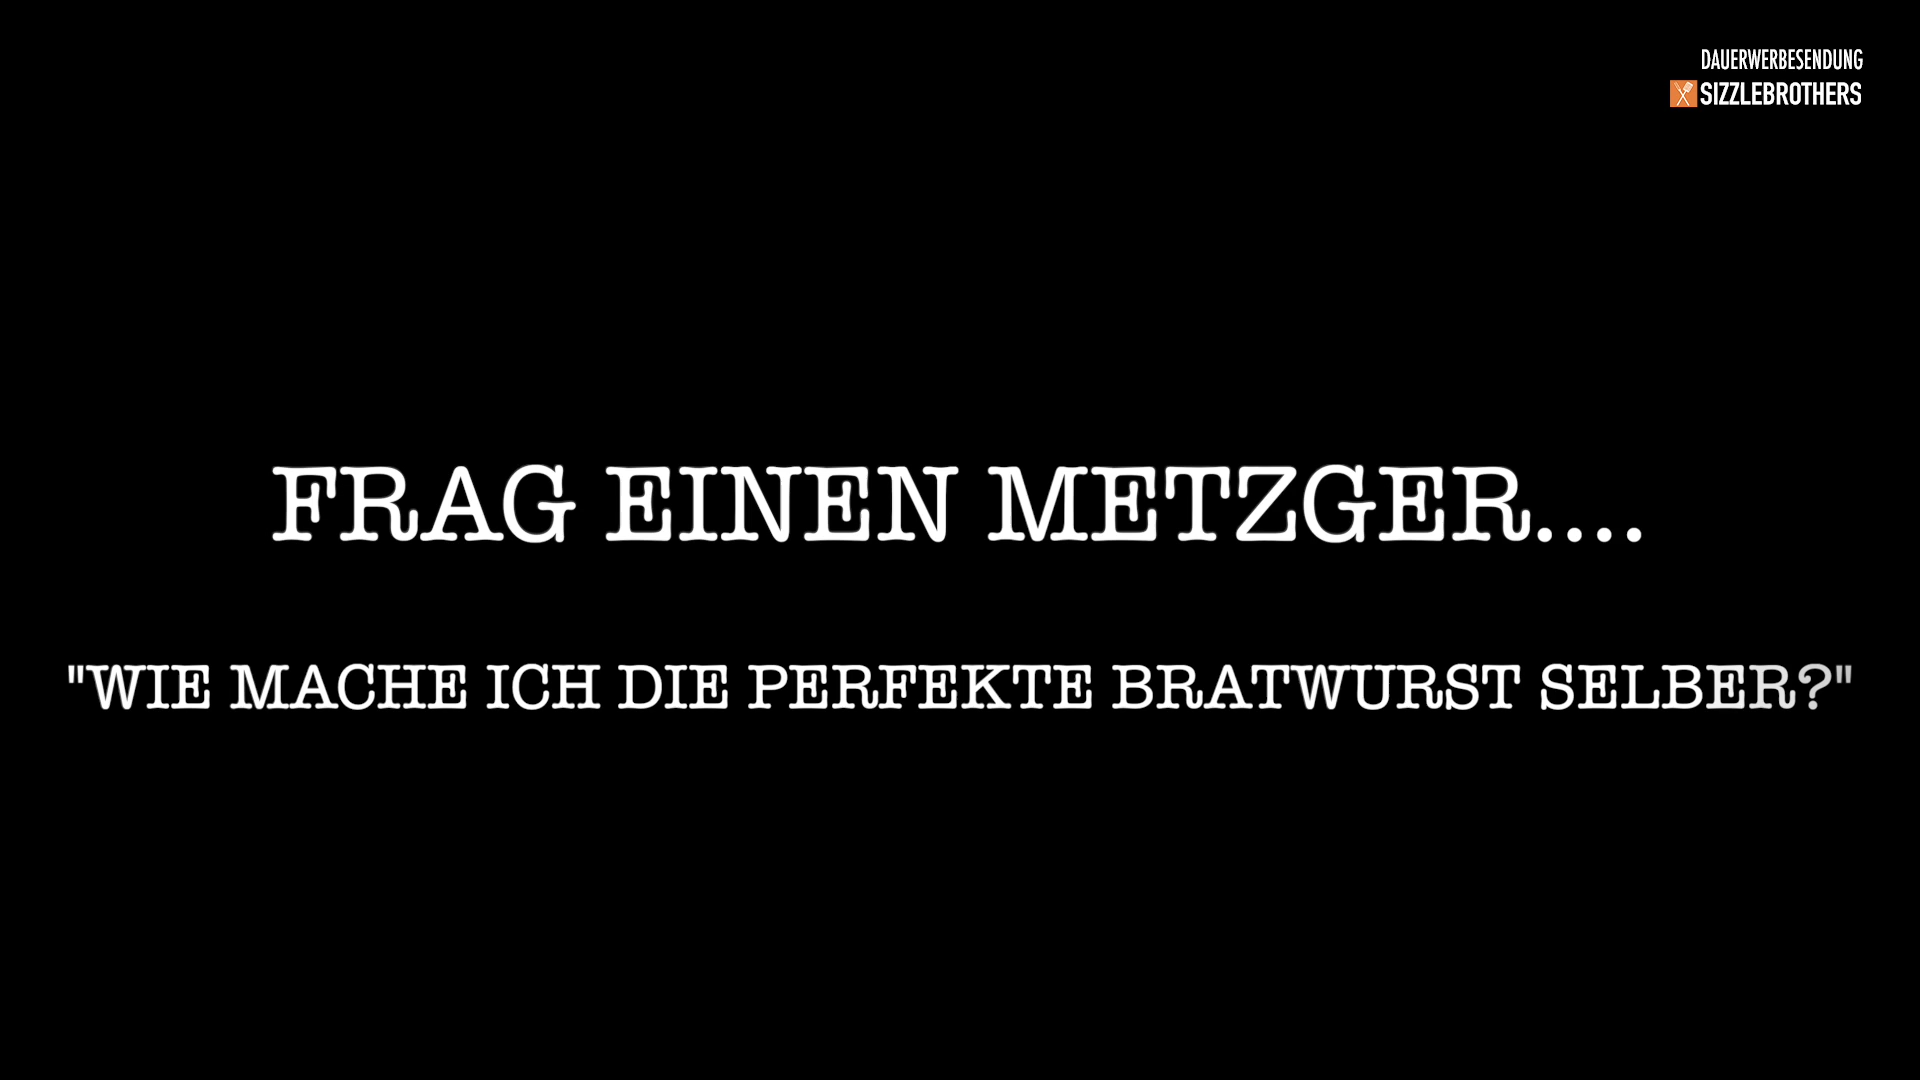 DAUERWERBESENDUNG
SIZZLEBROTHERS
FRAG EINEN METZGER....
"WIE MACHE ICH DIE PERFEKTE BRATWURST SELBER?"